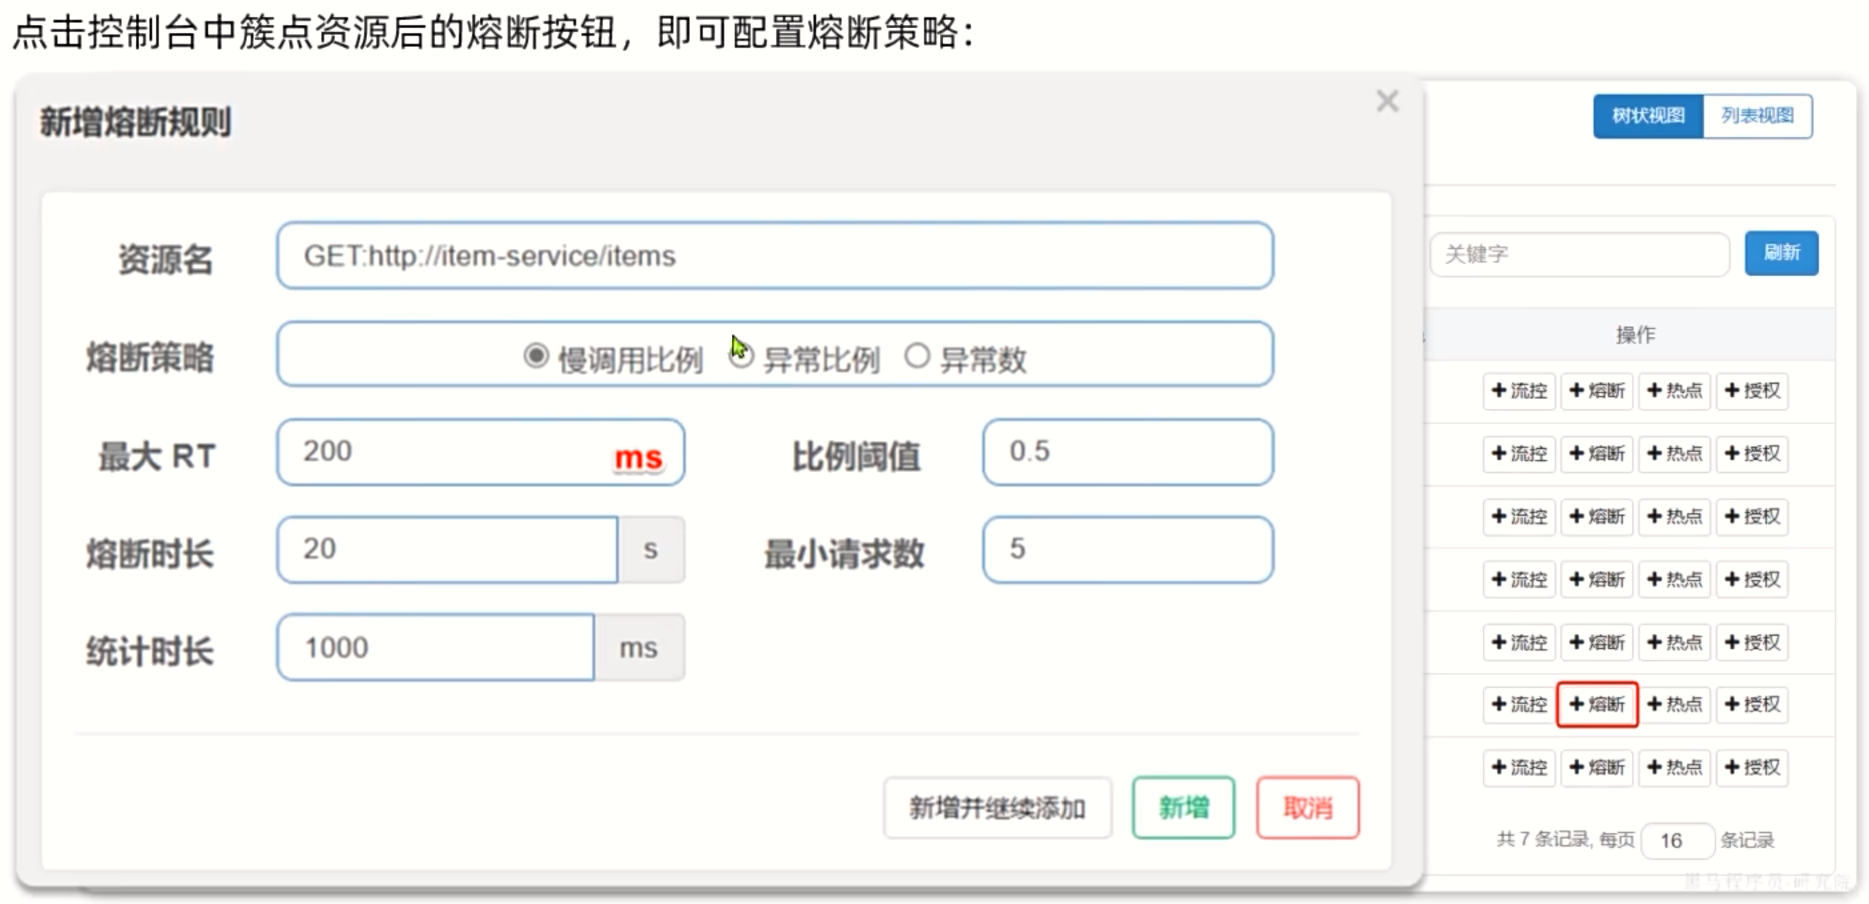 点击控制台中簇点资源后的熔断按钮，即可配置熔断策略：
新增熔断规则
×
资源名 GET:http://item-service/items
熔断策略 慢调用比例 异常比例 异常数
最大 RT 200 ms 比例阈值 0.5
熔断时长 20 s 最小请求数 5
统计时长 1000 ms
新增并继续添加 新增 取消
树状视图 列表视图
关键字 刷新
操作
+流控 +熔断 +热点 +授权
+流控 +熔断 +热点 +授权
+流控 +熔断 +热点 +授权
+流控 +熔断 +热点 +授权
+流控 +熔断 +热点 +授权
+流控 +熔断 +热点 +授权
+流控 +熔断 +热点 +授权
共 7 条记录, 每页 16 条记录
黑马程序员-研究院